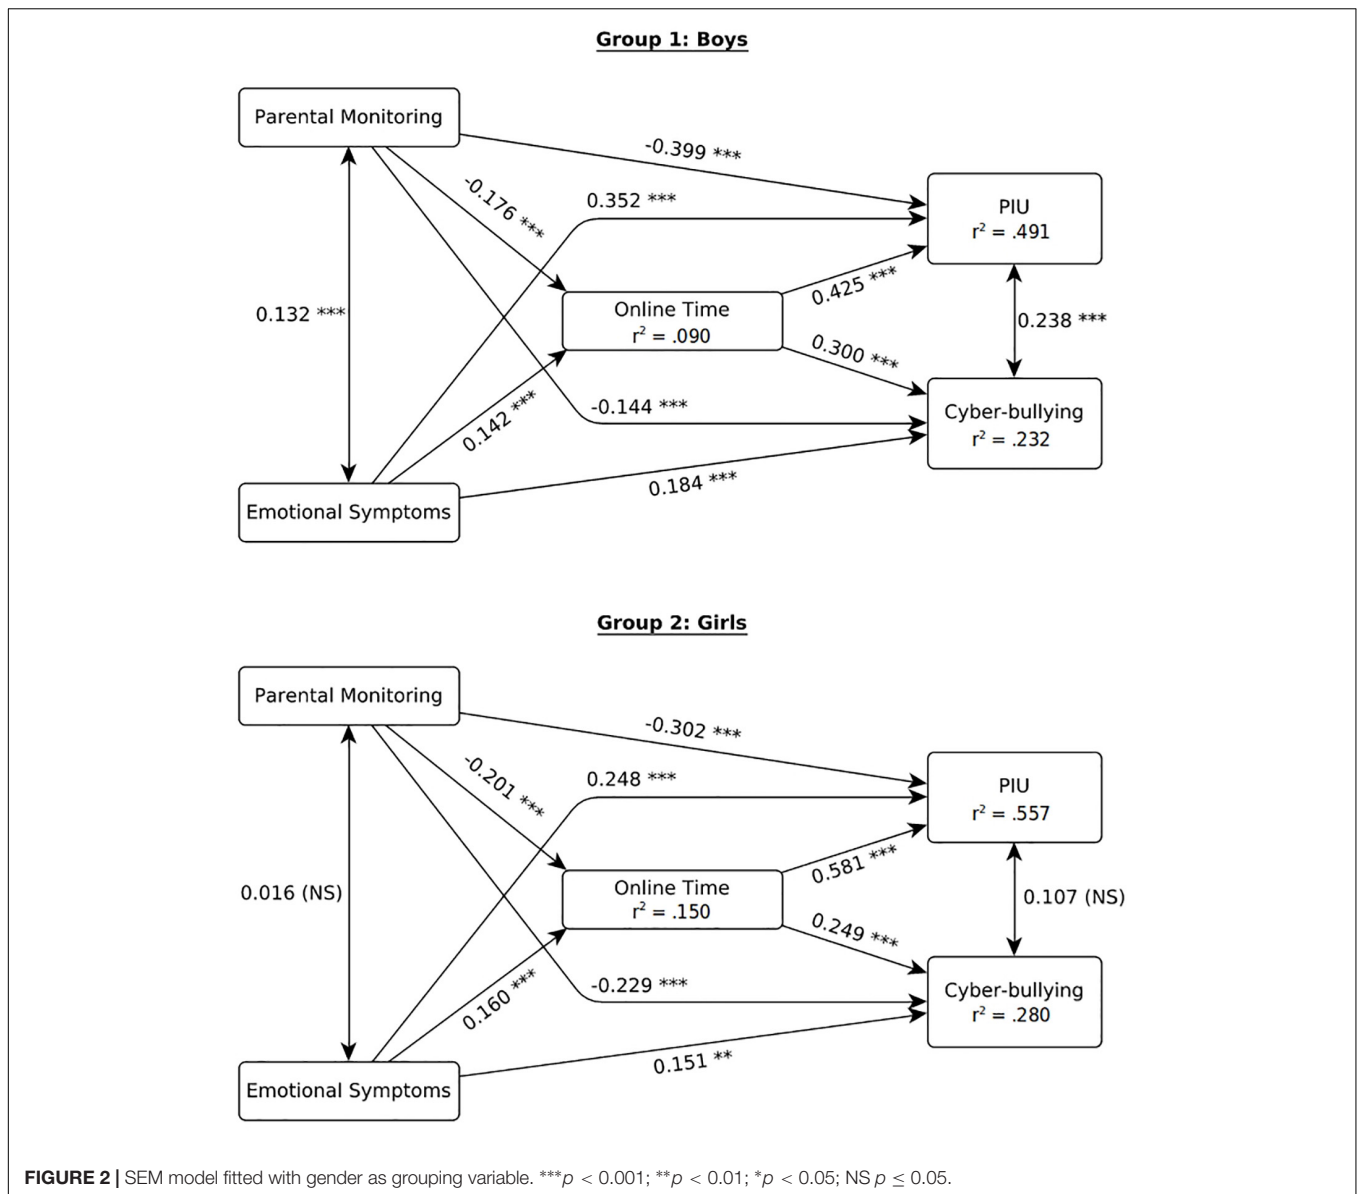 Group 1: Boys
Parental Monitoring
-0.399 ***
-0.176 ***
0.352 ***
PIU
r² = .491
0.425 ***
Online Time
r² = .090
0.132 ***
0.238 ***
0.300 ***
-0.144 ***
Cyber-bullying
r² = .232
0.142 ***
0.184 ***
Emotional Symptoms
Group 2: Girls
Parental Monitoring
-0.302 ***
-0.201 ***
0.248 ***
PIU
r² = .557
0.581 ***
Online Time
r² = .150
0.016 (NS)
0.107 (NS)
0.249 ***
-0.229 ***
Cyber-bullying
r² = .280
0.160 ***
0.151 **
Emotional Symptoms
FIGURE 2 | SEM model fitted with gender as grouping variable. ***p < 0.001; **p < 0.01; *p < 0.05; NS p ≤ 0.05.